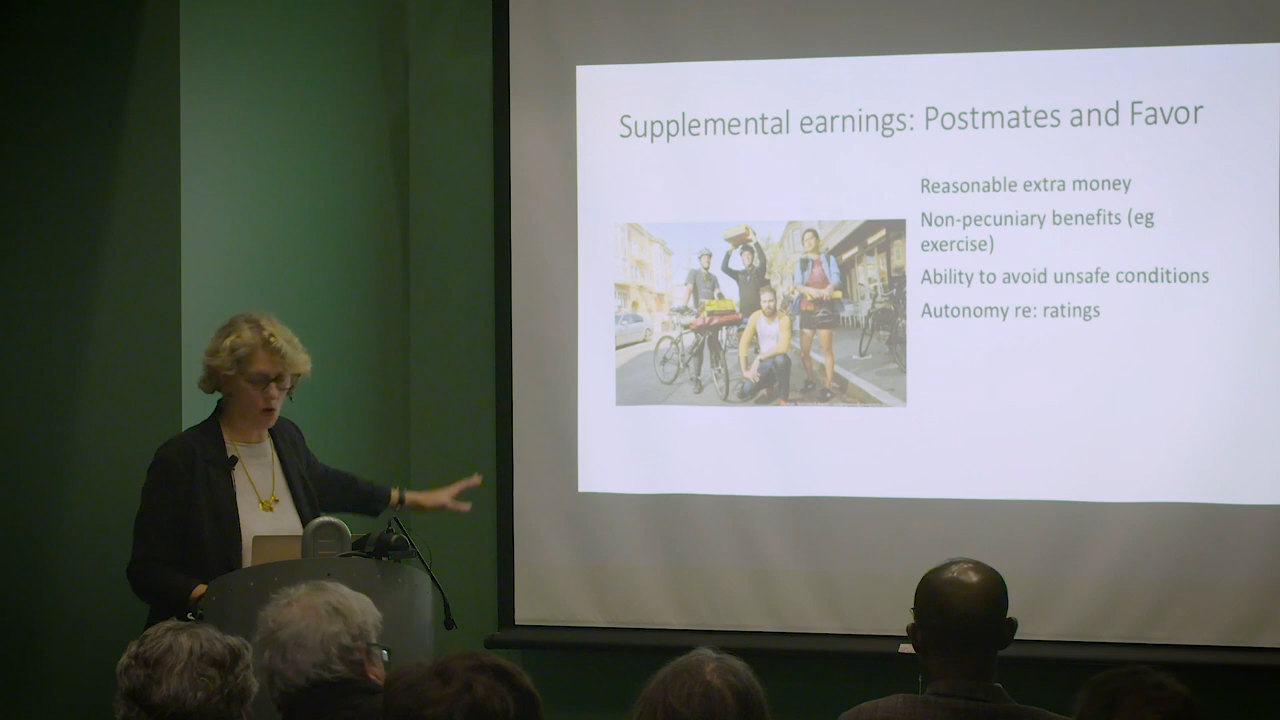 Supplemental earnings: Postmates and Favor
Reasonable extra money
Non-pecuniary benefits (eg
exercise)
Ability to avoid unsafe conditions
Autonomy re: ratings